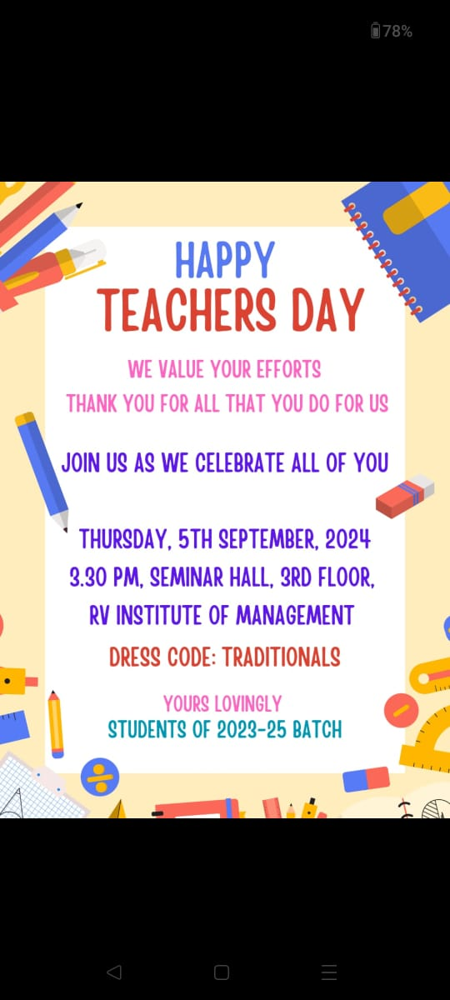 78%
HAPPY
TEACHERS DAY
WE VALUE YOUR EFFORTS
THANK YOU FOR ALL THAT YOU DO FOR US
JOIN US AS WE CELEBRATE ALL OF YOU
THURSDAY, 5TH SEPTEMBER, 2024
3.30 PM, SEMINAR HALL, 3RD FLOOR,
RV INSTITUTE OF MANAGEMENT
DRESS CODE: TRADITIONALS
YOURS LOVINGLY
STUDENTS OF 2023-25 BATCH